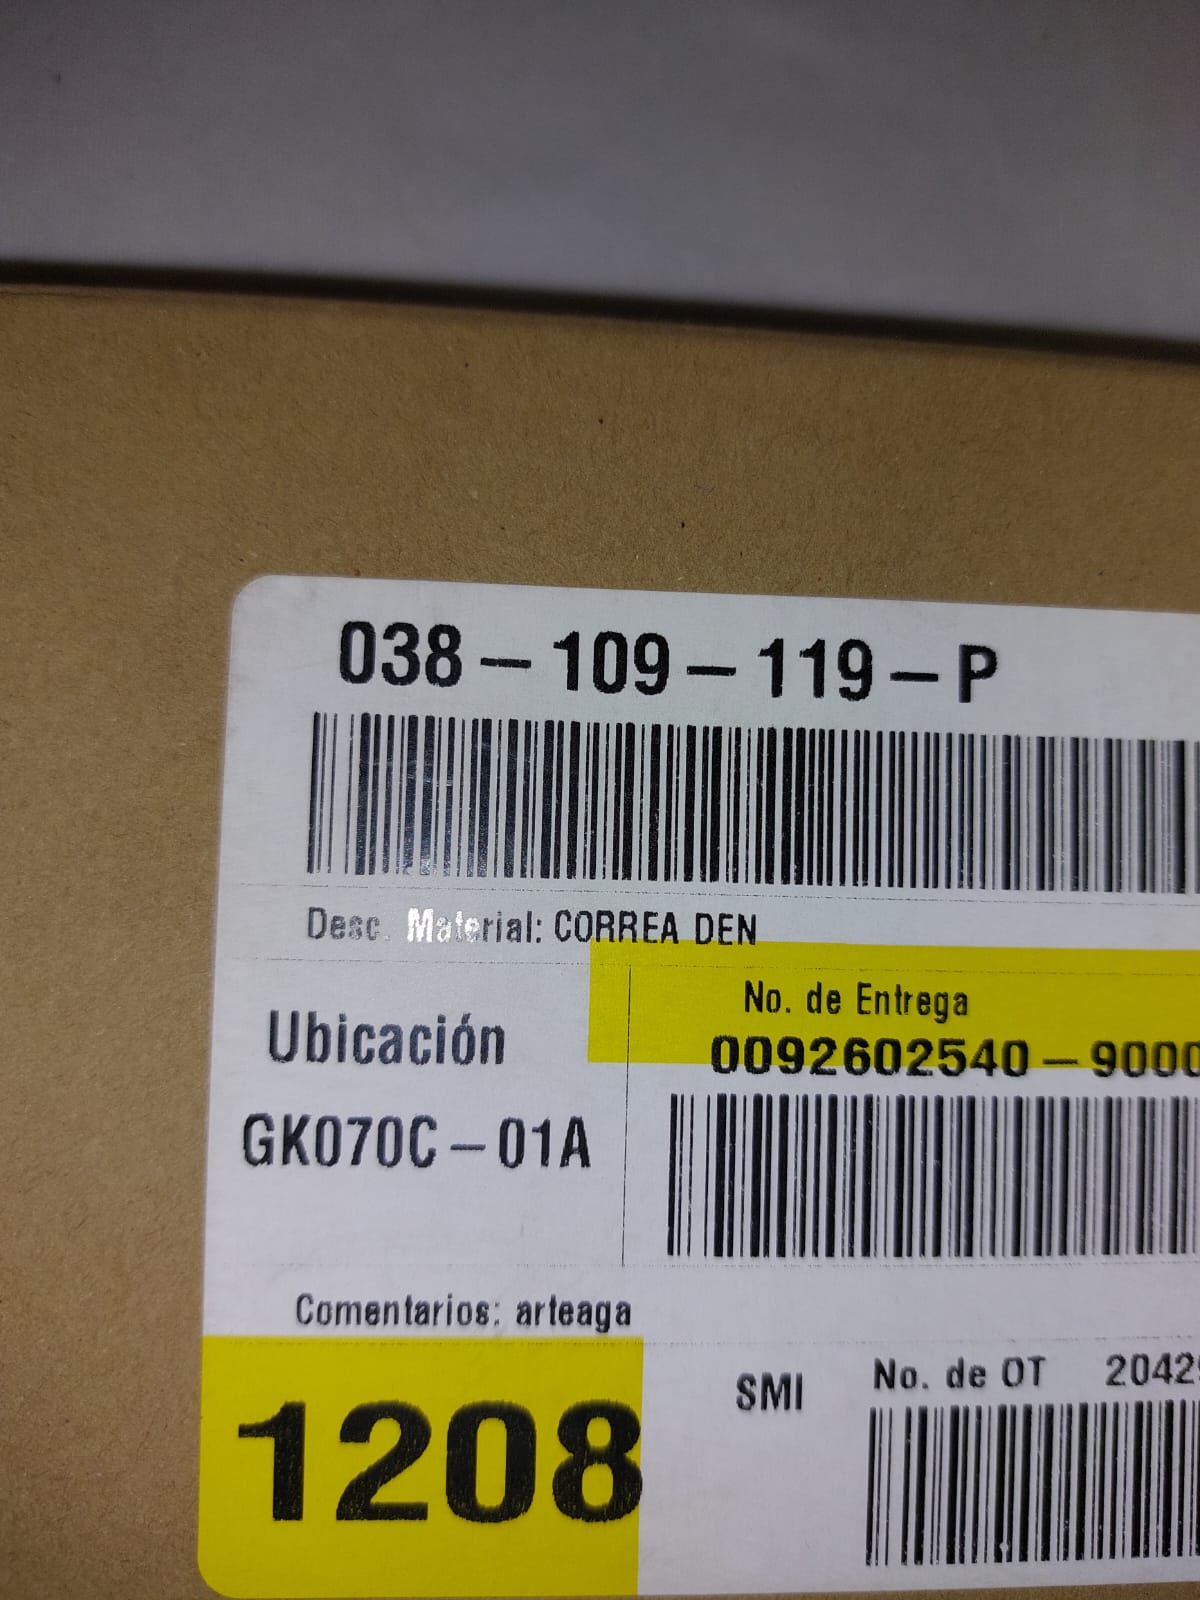 038-109-119-P
Desc. Material: CORREA DEN
No. de Entrega
Ubicación
0092602540-9000
GK070C-01A
Comentarios: arteaga
1208
SMI
No. de OT 2042